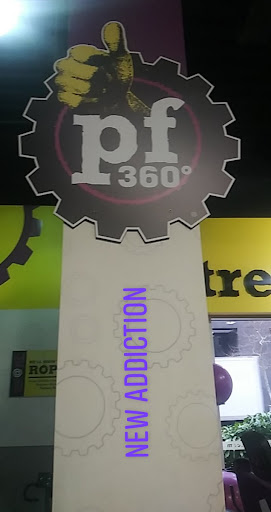 pf
360°
®
NEW ADDICTION
tre
ROP